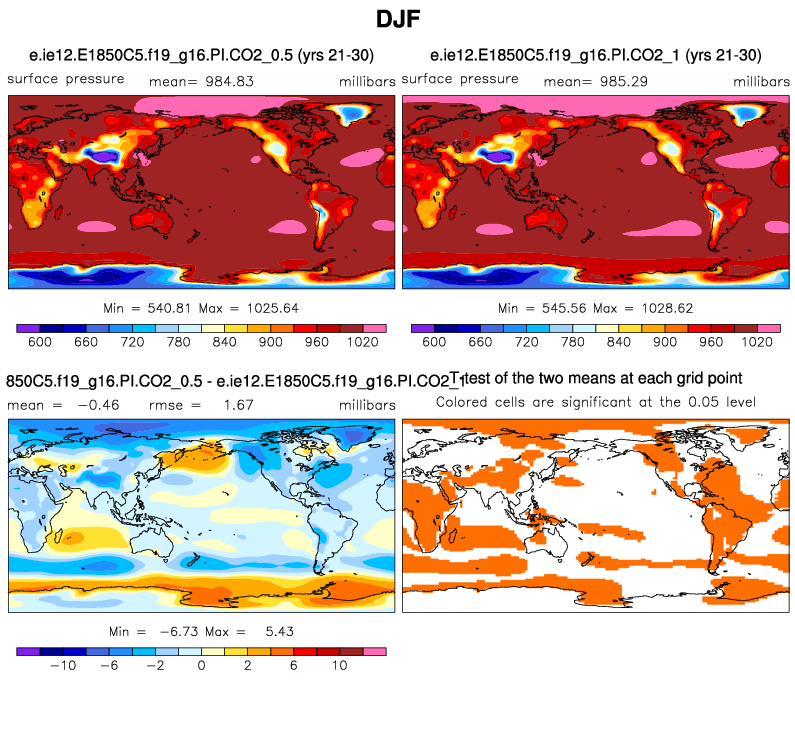 DJF
e.ie12.E1850C5.f19_g16.PI.CO2_0.5 (yrs 21-30)
e.ie12.E1850C5.f19_g16.PI.CO2_1 (yrs 21-30)
surface pressure mean= 984.83 millibars
surface pressure mean= 985.29 millibars
Min = 540.81 Max = 1025.64
Min = 545.56 Max = 1028.62
600 660 720 780 840 900 960 1020
600 660 720 780 840 900 960 1020
850C5.f19_g16.PI.CO2_0.5 - e.ie12.E1850C5.f19_g16.PI.CO2_1
T-test of the two means at each grid point
mean = -0.46 rmse = 1.67 millibars
Colored cells are significant at the 0.05 level
Min = -6.73 Max = 5.43
-10 -6 -2 0 2 6 10